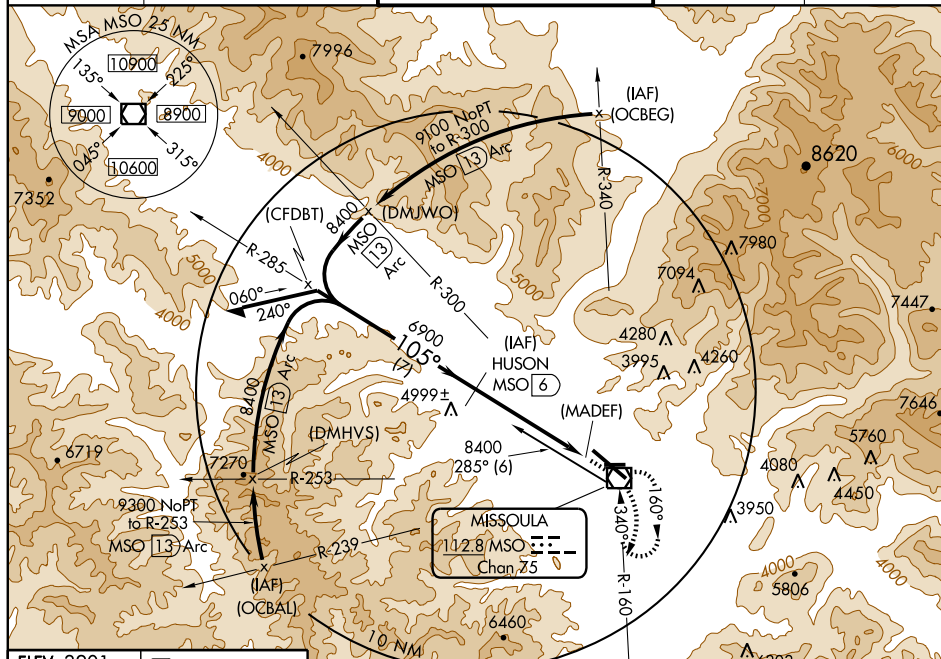 MSA MSO 25 NM
10900
135°
225°
9000
8900
045°
315°
10600
7996
(IAF)
(OCBEG)
9100 NoPT
to R-300
MSO 13 Arc
R-340
8620
6000
7000
4000
7352
(CFDBT)
8400
(DMJWO)
MSO
13
Arc
R-285
5000
4000
060°
240°
R-300
5000
7980
7094
7447
6900
105°
(7)
(IAF)
HUSON
MSO 6
4280
3995
4260
4999±
8400
MSO 13 Arc
(MADEF)
7646
(DMHVS)
6719
7270
R-253
8400
285° (6)
5760
4080
4450
9300 NoPT
to R-253
MSO 13 Arc
R-239
MISSOULA
112.8 MSO
Chan 75
340°
160°
3950
R-160
(IAF)
(OCBAL)
4000
5806
4000
10 NM
6460